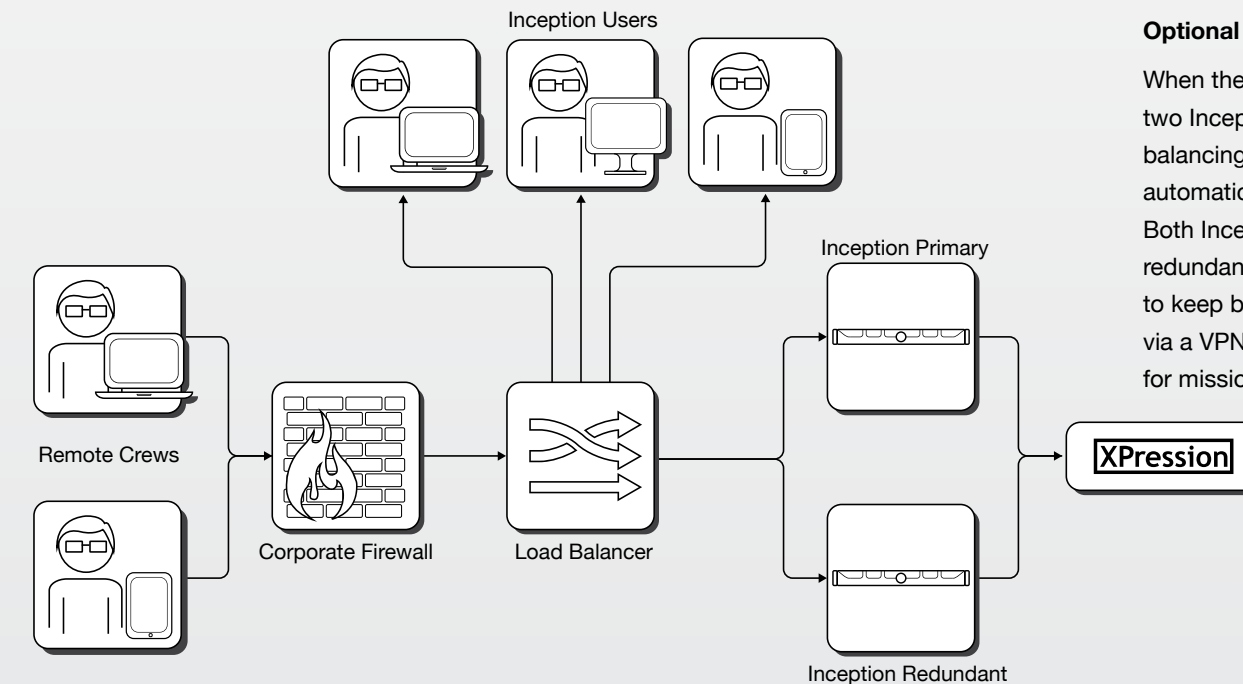 Inception Users
Inception Primary
Remote Crews
Corporate Firewall
Load Balancer
XPression
Inception Redundant
Optional
When the
two Incep
balancing
automatic
Both Ince
redundan
to keep b
via a VPN
for missio